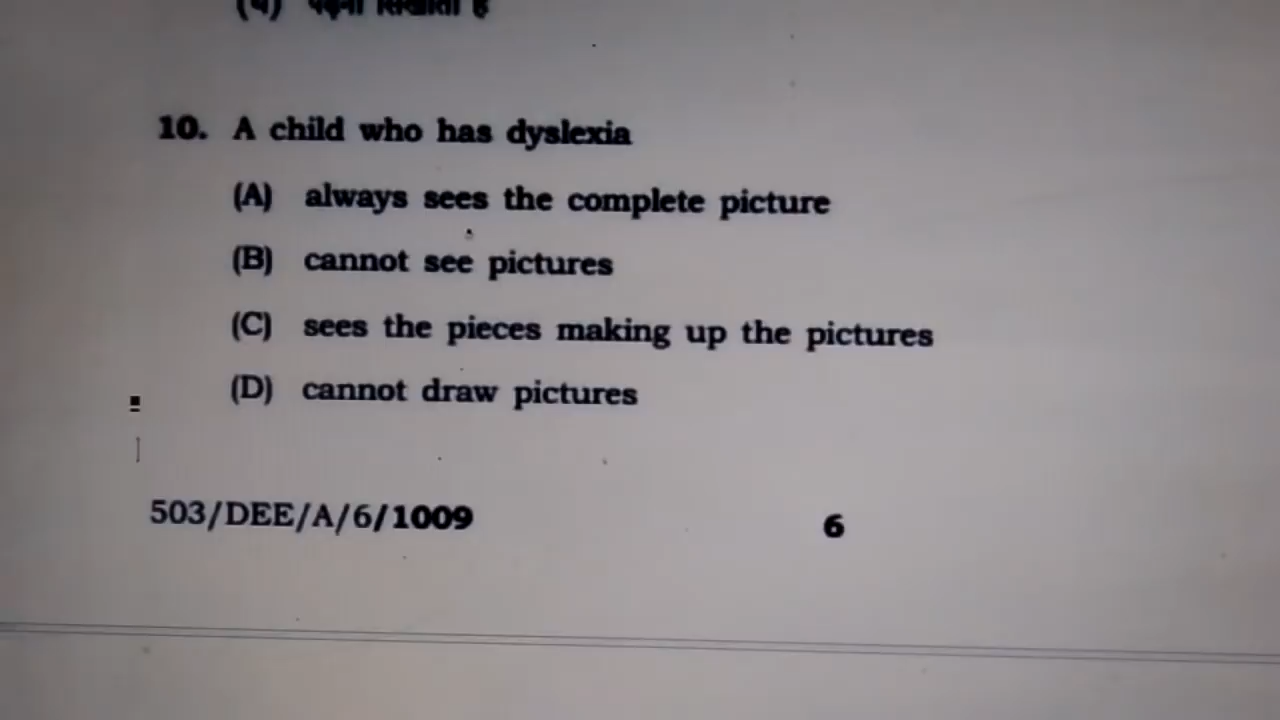 (घ) पढ़ना सिखाता है
10. A child who has dyslexia
(A) always sees the complete picture
(B) cannot see pictures
(C) sees the pieces making up the pictures
(D) cannot draw pictures
503/DEE/A/6/1009 6